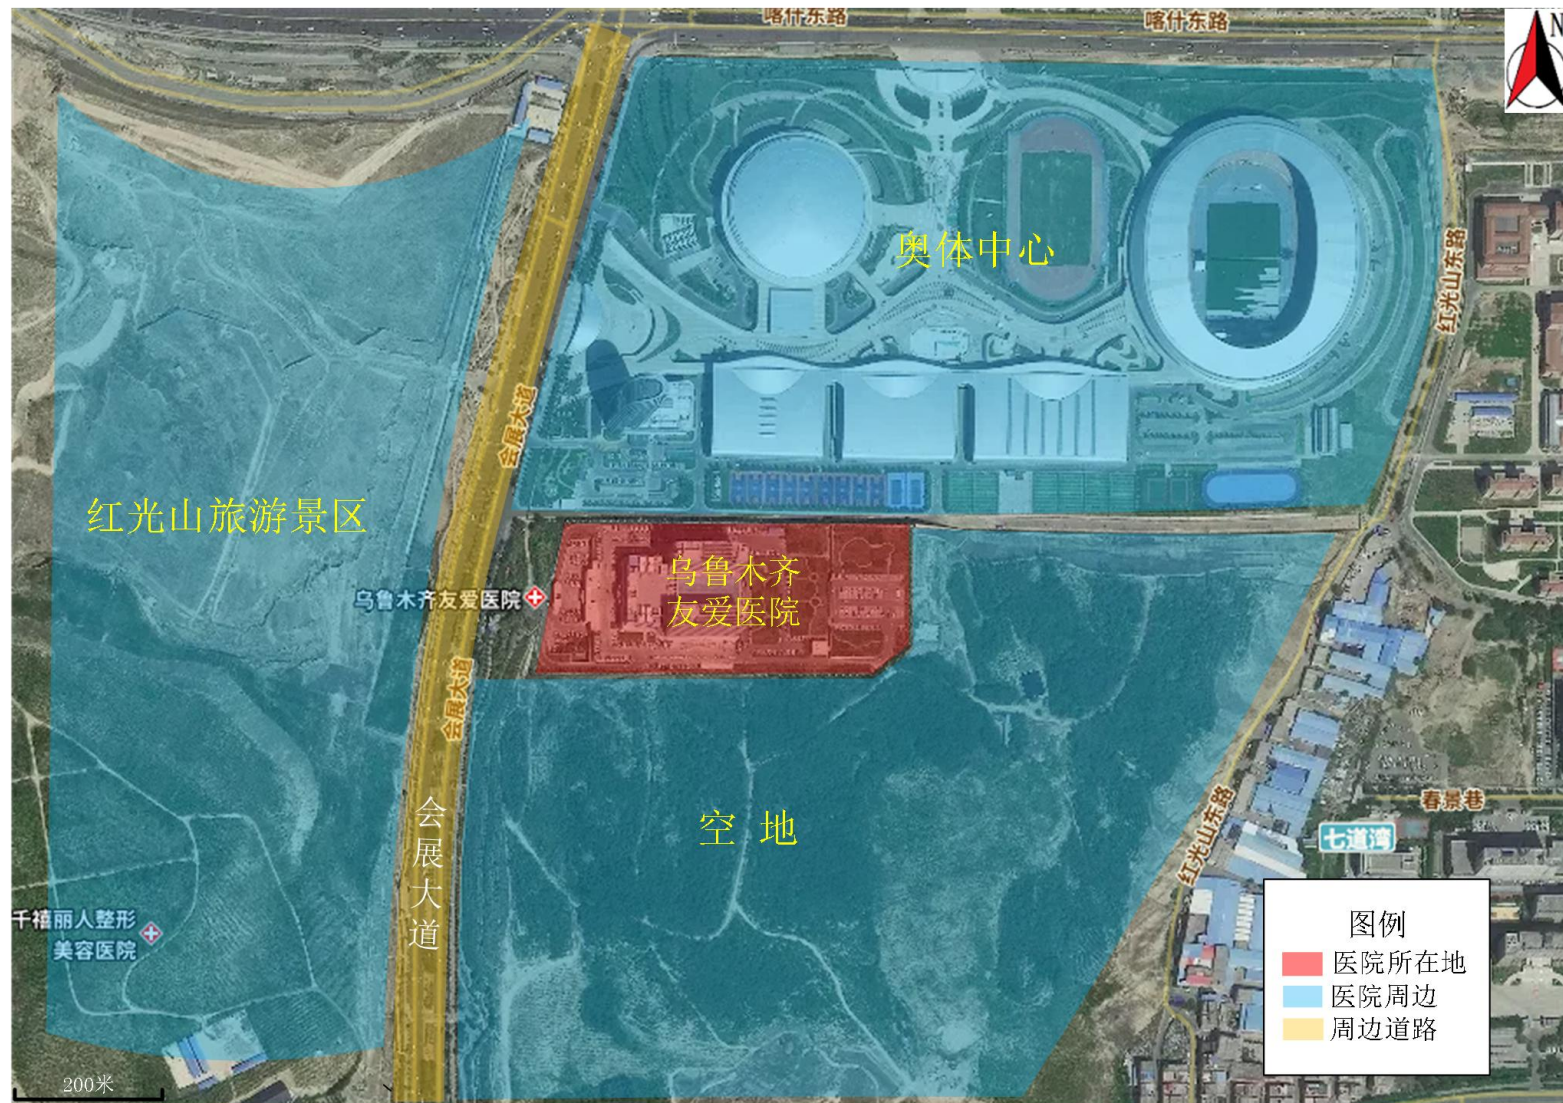 喀什东路
喀什东路
N
奥体中心
红光山东路
会展大道
红光山旅游景区
乌鲁木齐
友爱医院
乌鲁木齐友爱医院
会展大道
会展大道
空 地
红光山东路
春景巷
七道湾
千禧丽人整形
美容医院
图例
医院所在地
医院周边
周边道路
200米